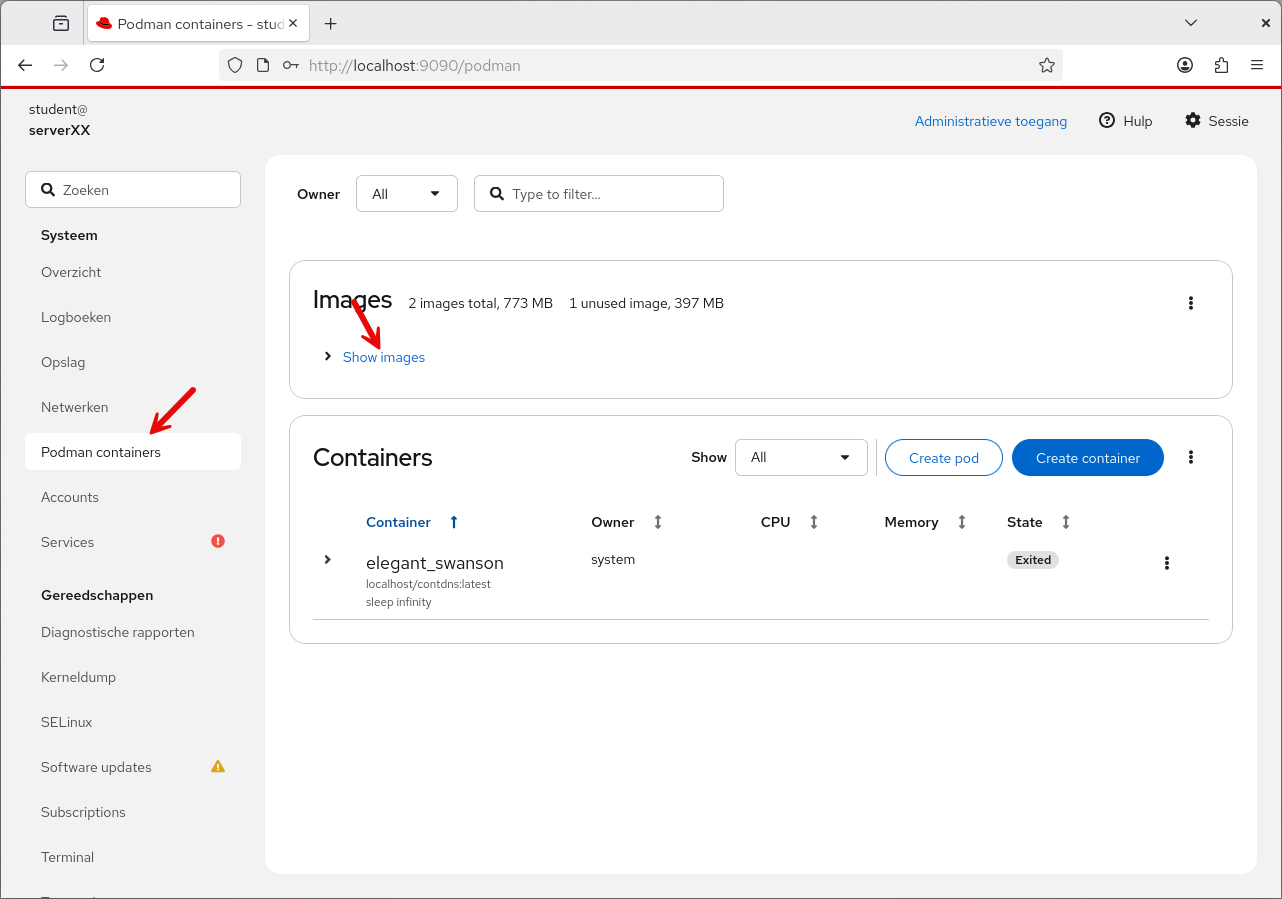 Podman containers - stud
http://localhost:9090/podman
student@
serverXX
Administratieve toegang
Hulp
Sessie
Zoeken
Systeem
Overzicht
Logboeken
Opslag
Netwerken
Podman containers
Accounts
Services
Gereedschappen
Diagnostische rapporten
Kerneldump
SELinux
Software updates
Subscriptions
Terminal
Owner All Type to filter...
Images 2 images total, 773 MB 1 unused image, 397 MB
Show images
Containers Show All Create pod Create container
Container Owner CPU Memory State
elegant_swanson system Exited
localhost/contdns:latest
sleep infinity